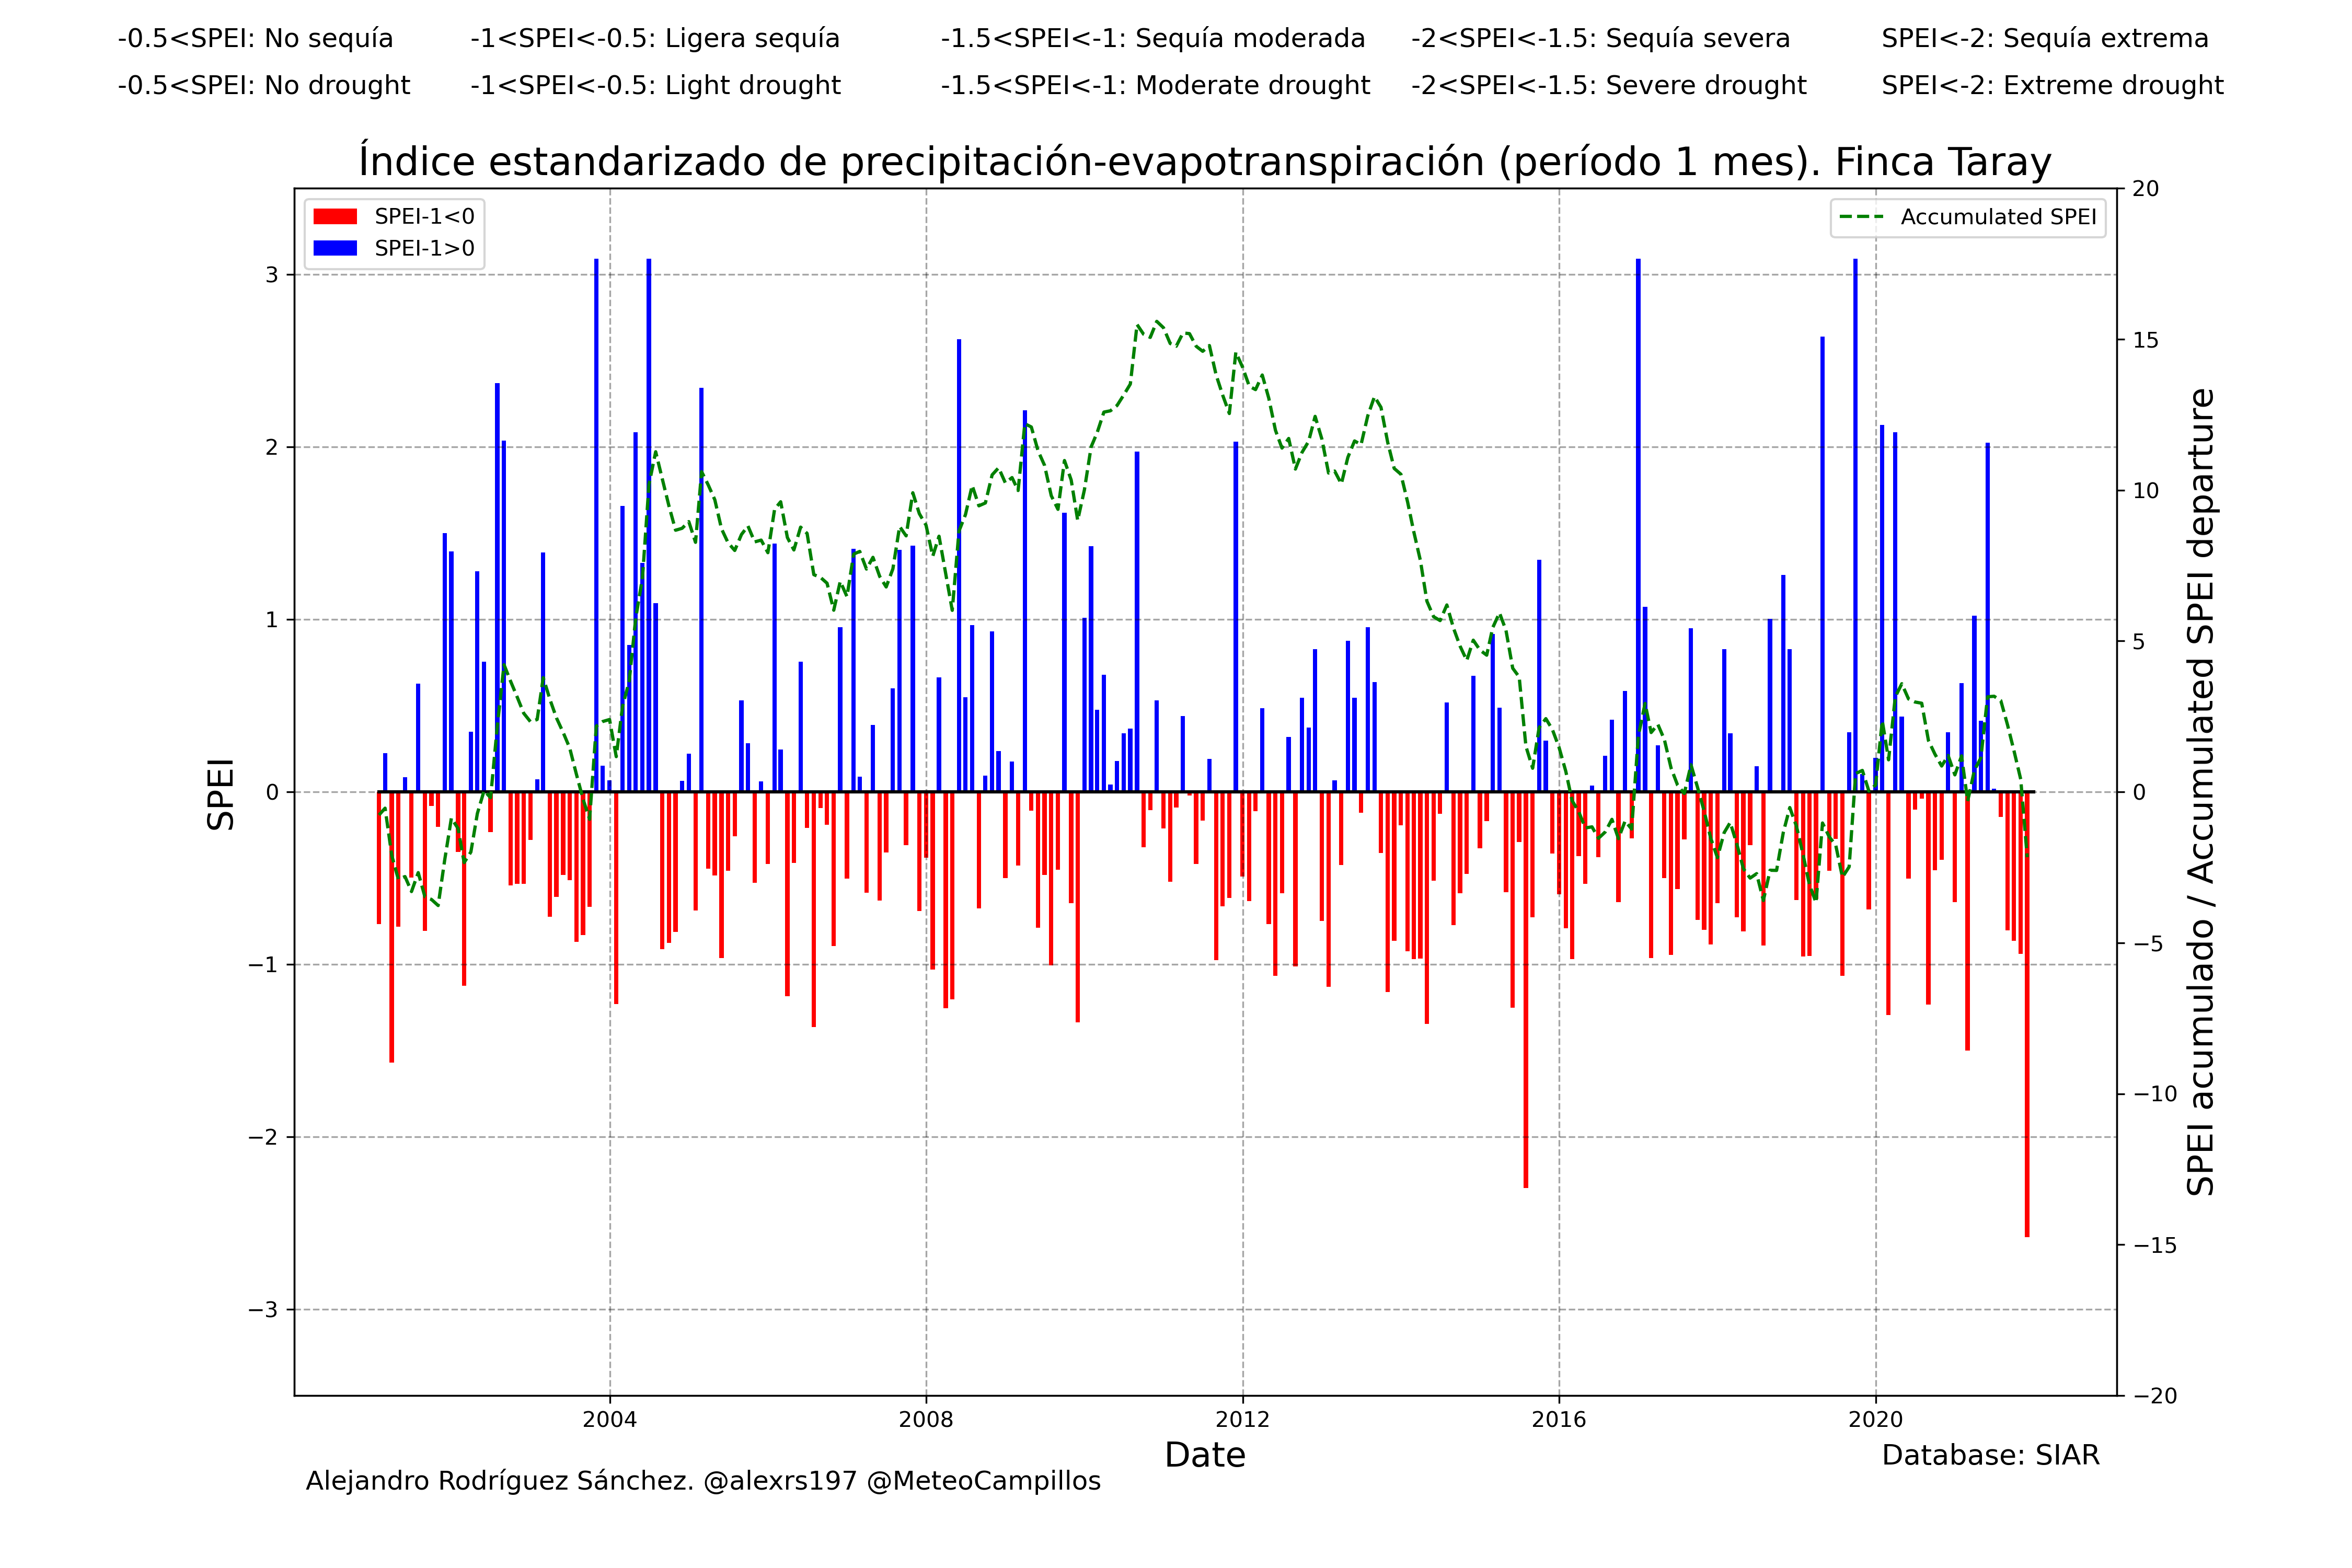 -0.5<SPEI: No sequía -1<SPEI<-0.5: Ligera sequía -1.5<SPEI<-1: Sequía moderada -2<SPEI<-1.5: Sequía severa SPEI<-2: Sequía extrema
-0.5<SPEI: No drought -1<SPEI<-0.5: Light drought -1.5<SPEI<-1: Moderate drought -2<SPEI<-1.5: Severe drought SPEI<-2: Extreme drought
Índice estandarizado de precipitación-evapotranspiración (período 1 mes). Finca Taray
SPEI-1<0
SPEI-1>0
Accumulated SPEI
SPEI
3
2
1
0
−1
−2
−3
20
15
10
5
0
−5
−10
−15
−20
SPEI acumulado / Accumulated SPEI departure
2004 2008 2012 2016 2020
Date
Database: SIAR
Alejandro Rodríguez Sánchez. @alexrs197 @MeteoCampillos